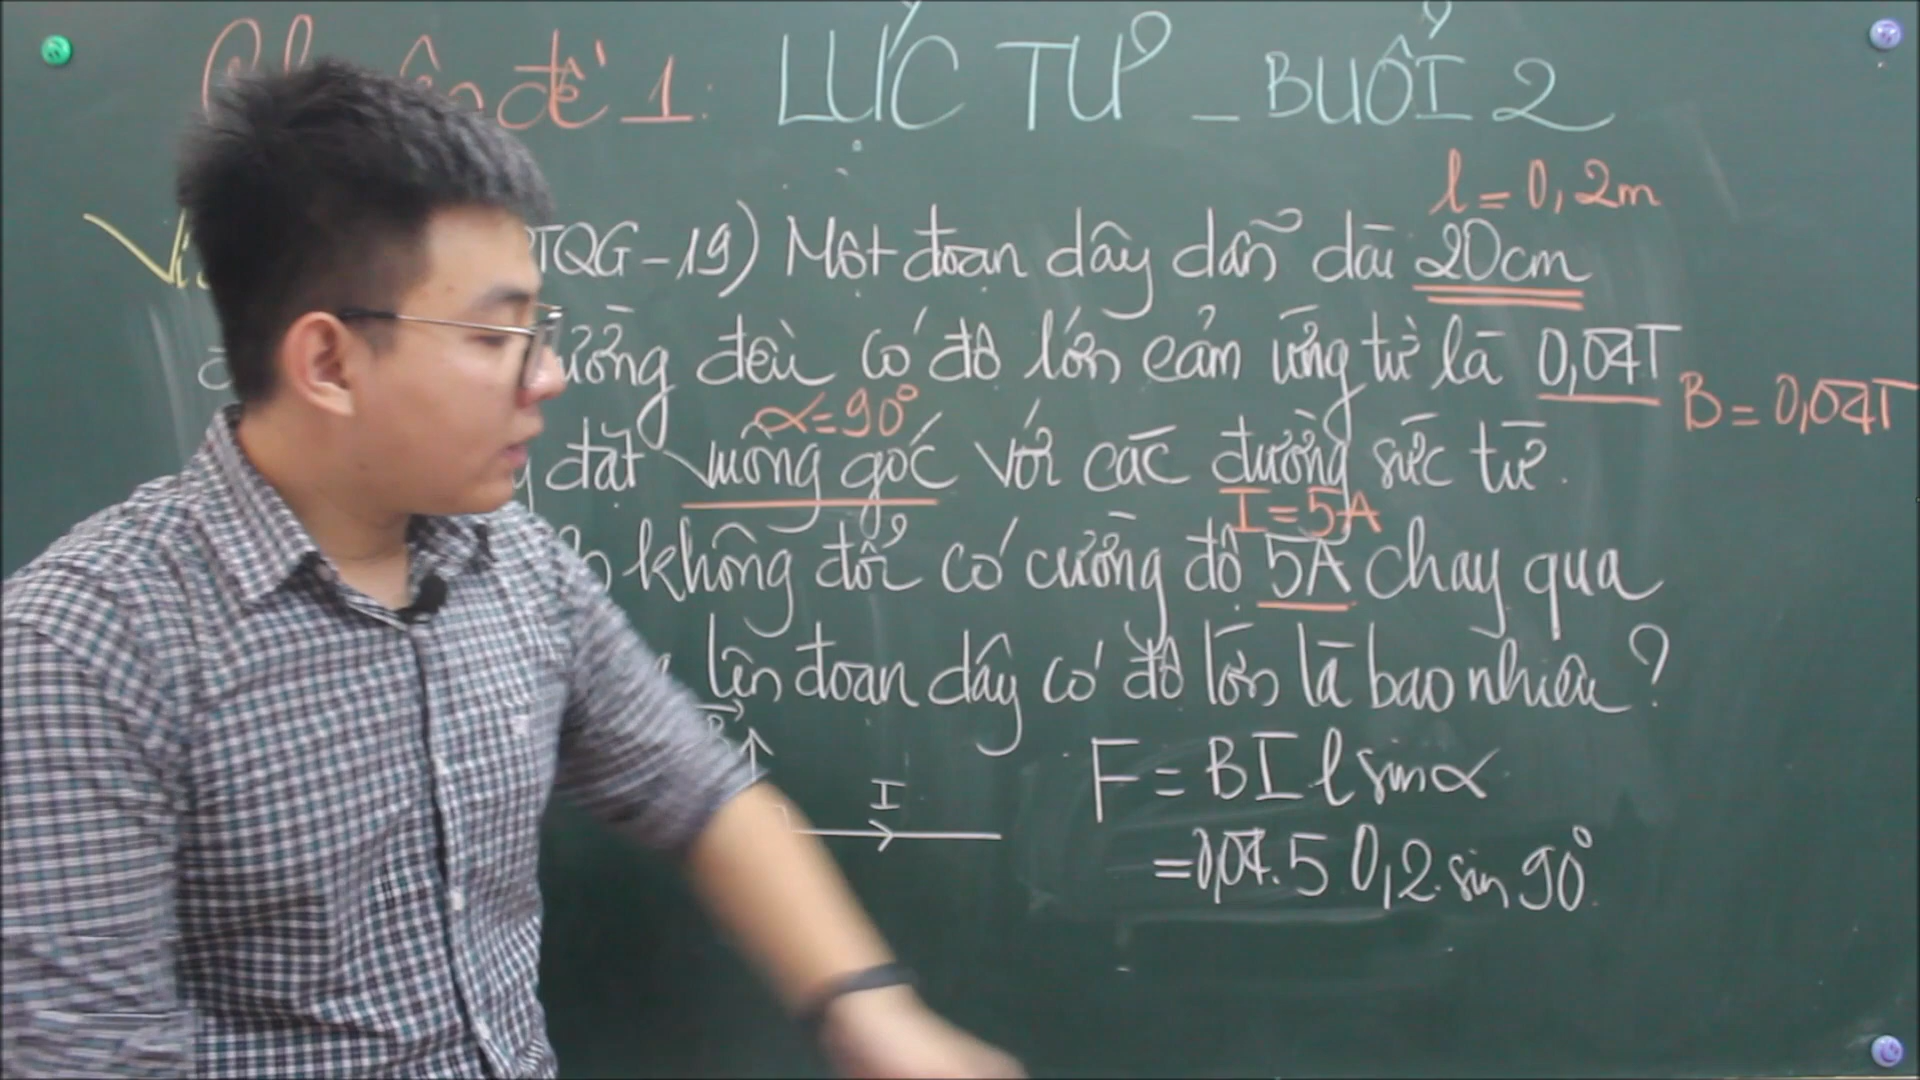 đề 1: LỰC TỪ - BUỔI 2
l = 0,2m
TQG-19) Một đoạn dây dẫn dài 20cm
đều có độ lớn cảm ứng từ là 0,04T
B = 0,04T
α = 90°
đặt vuông góc với các đường sức từ.
I = 5A
không đổi có cường độ 5A chạy qua
lên đoạn dây có độ lớn là bao nhiêu?
F = BIl sinα
I
= 0,04.5 0,2.sin 90°